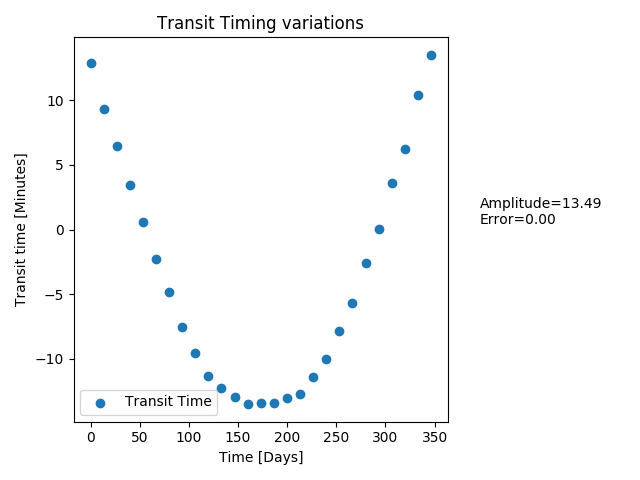 Transit Timing variations
Transit time [Minutes]
10
5
0
−5
−10
Amplitude=13.49
Error=0.00
Transit Time
0 50 100 150 200 250 300 350
Time [Days]